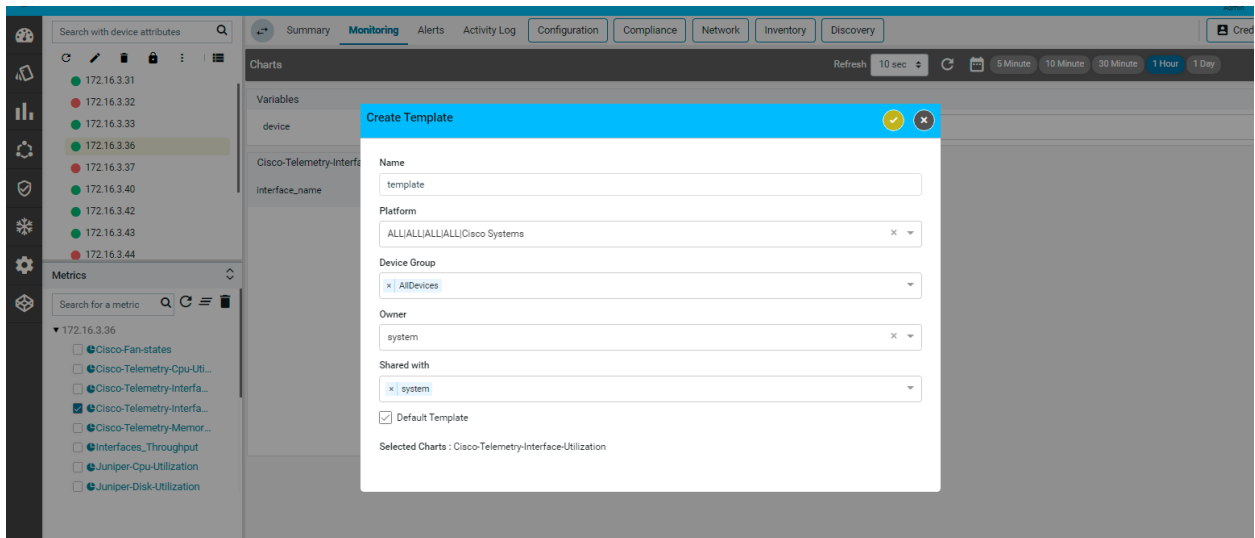 Admin
Search with device attributes
Summary Monitoring Alerts Activity Log Configuration Compliance Network Inventory Discovery
Cred
172.16.3.31
172.16.3.32
172.16.3.33
172.16.3.36
172.16.3.37
172.16.3.40
172.16.3.42
172.16.3.43
172.16.3.44
Metrics
Search for a metric
172.16.3.36
Cisco-Fan-states
Cisco-Telemetry-Cpu-Uti...
Cisco-Telemetry-Interfa...
Cisco-Telemetry-Interfa...
Cisco-Telemetry-Memor...
Interfaces_Throughput
Juniper-Cpu-Utilization
Juniper-Disk-Utilization
Charts
Refresh 10 sec 5 Minute 10 Minute 30 Minute 1 Hour 1 Day
Variables
device
Cisco-Telemetry-Interfa
interface_name
Create Template
Name
template
Platform
ALL|ALL|ALL|ALL|Cisco Systems
Device Group
× AllDevices
Owner
system
Shared with
× system
Default Template
Selected Charts : Cisco-Telemetry-Interface-Utilization